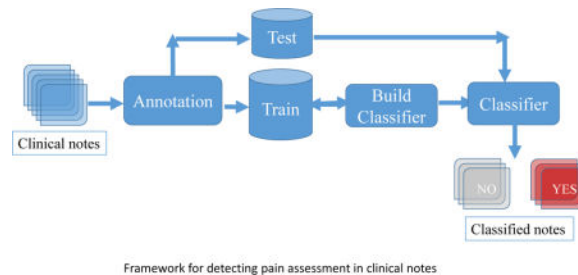 Test
Annotation
Train
Build
Classifier
Classifier
Clinical notes
NO
YES
Classified notes
Framework for detecting pain assessment in clinical notes